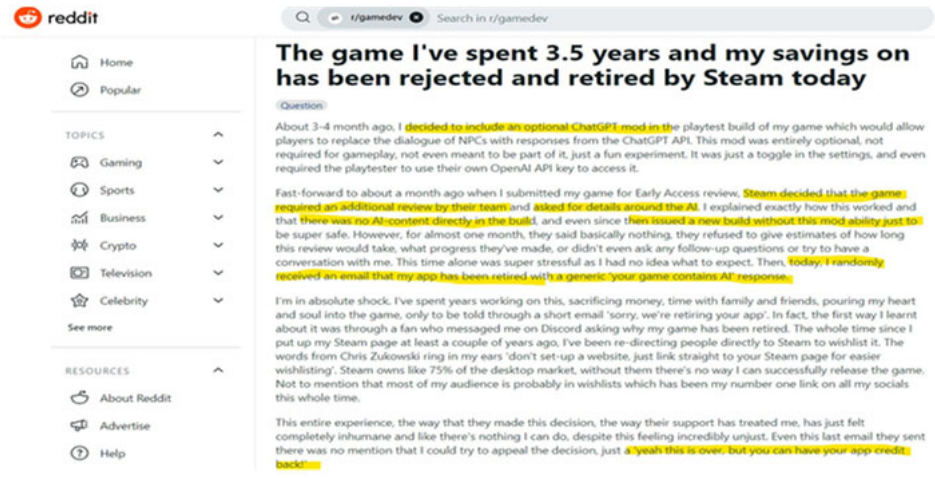 reddit
r/gamedev
Search in r/gamedev
Home
Popular
TOPICS
Gaming
Sports
Business
Crypto
Television
Celebrity
See more
RESOURCES
About Reddit
Advertise
Help
The game I've spent 3.5 years and my savings on
has been rejected and retired by Steam today
Question
About 3-4 month ago, I decided to include an optional ChatGPT mod in the playtest build of my game which would allow
players to replace the dialogue of NPCs with responses from the ChatGPT API. This mod was entirely optional, not
required for gameplay, not even meant to be part of it, just a fun experiment. It was just a toggle in the settings, and even
required the playtester to use their own OpenAI API key to access it.
Fast-forward to about a month ago when I submitted my game for Early Access review, Steam decided that the game
required an additional review by their team and asked for details around the AI. I explained exactly how this worked and
that there was no AI-content directly in the build, and even since then issued a new build without this mod ability just to
be super safe. However, for almost one month, they said basically nothing, they refused to give estimates of how long
this review would take, what progress they've made, or didn't even ask any follow-up questions or try to have a
conversation with me. This time alone was super stressful as I had no idea what to expect. Then, today, I randomly
received an email that my app has been retired with a generic 'your game contains AI' response.
I'm in absolute shock. I've spent years working on this, sacrificing money, time with family and friends, pouring my heart
and soul into the game, only to be told through a short email 'sorry, we're retiring your app'. In fact, the first way I learnt
about it was through a fan who messaged me on Discord asking why my game has been retired. The whole time since I
put up my Steam page at least a couple of years ago, I've been re-directing people directly to Steam to wishlist it. The
words from Chris Zukowski ring in my ears 'don't set-up a website, just link straight to your Steam page for easier
wishlisting'. Steam owns like 75% of the desktop market, without them there's no way I can successfully release the game.
Not to mention that most of my audience is probably in wishlists which has been my number one link on all my socials
this whole time.
This entire experience, the way that they made this decision, the way their support has treated me, has just felt
completely inhumane and like there's nothing I can do, despite this feeling incredibly unjust. Even this last email they sent
there was no mention that I could try to appeal the decision, just a 'yeah this is over, but you can have your app credit
back!'